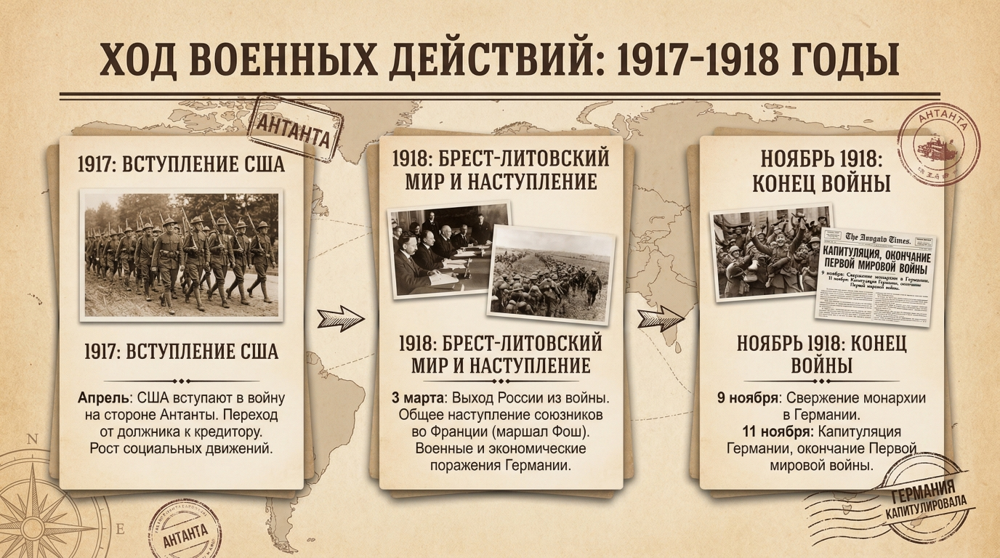 ХОД ВОЕННЫХ ДЕЙСТВИЙ: 1917-1918 ГОДЫ
АНТАНТА
АНТАНТА
1917: ВСТУПЛЕНИЕ США
1917: ВСТУПЛЕНИЕ США
Апрель: США вступают в войну
на стороне Антанты. Переход
от должника к кредитору.
Рост социальных движений.
1918: БРЕСТ-ЛИТОВСКИЙ
МИР И НАСТУПЛЕНИЕ
1918: БРЕСТ-ЛИТОВСКИЙ
МИР И НАСТУПЛЕНИЕ
3 марта: Выход России из войны.
Общее наступление союзников
во Франции (маршал Фош).
Военные и экономические
поражения Германии.
НОЯБРЬ 1918:
КОНЕЦ ВОЙНЫ
The Auvgato Times.
КАПИТУЛЯЦИЯ, ОКОНЧАНИЕ
ПЕРВОЙ МИРОВОЙ ВОЙНЫ
9 ноября: Свержение монархии в Германии.
11 ноября: Капитуляция Германии, окончание
Первой мировой войны.
НОЯБРЬ 1918: КОНЕЦ
ВОЙНЫ
9 ноября: Свержение монархии
в Германии.
11 ноября: Капитуляция
Германии, окончание Первой
мировой войны.
N
E
АНТАНТА
ГЕРМАНИЯ
КАПИТУЛИРОВАЛА